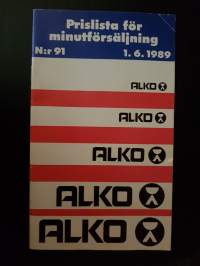 Prislista för
minutförsäljning
N:r 91 1. 6. 1989
ALKO
ALKO
ALKO
ALKO
ALKO